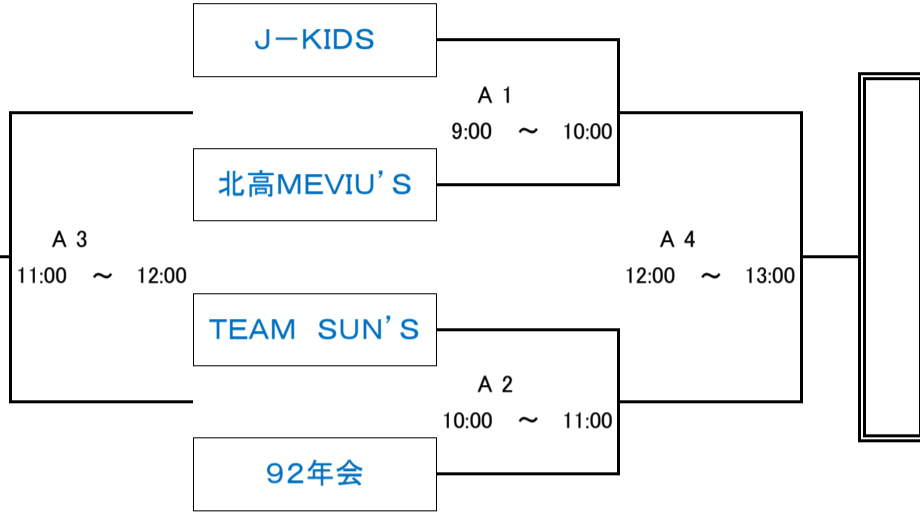 J－KIDS
A 1
9:00 ～ 10:00
北高MEVIU'S
A 3
11:00 ～ 12:00
A 4
12:00 ～ 13:00
TEAM SUN'S
A 2
10:00 ～ 11:00
92年会